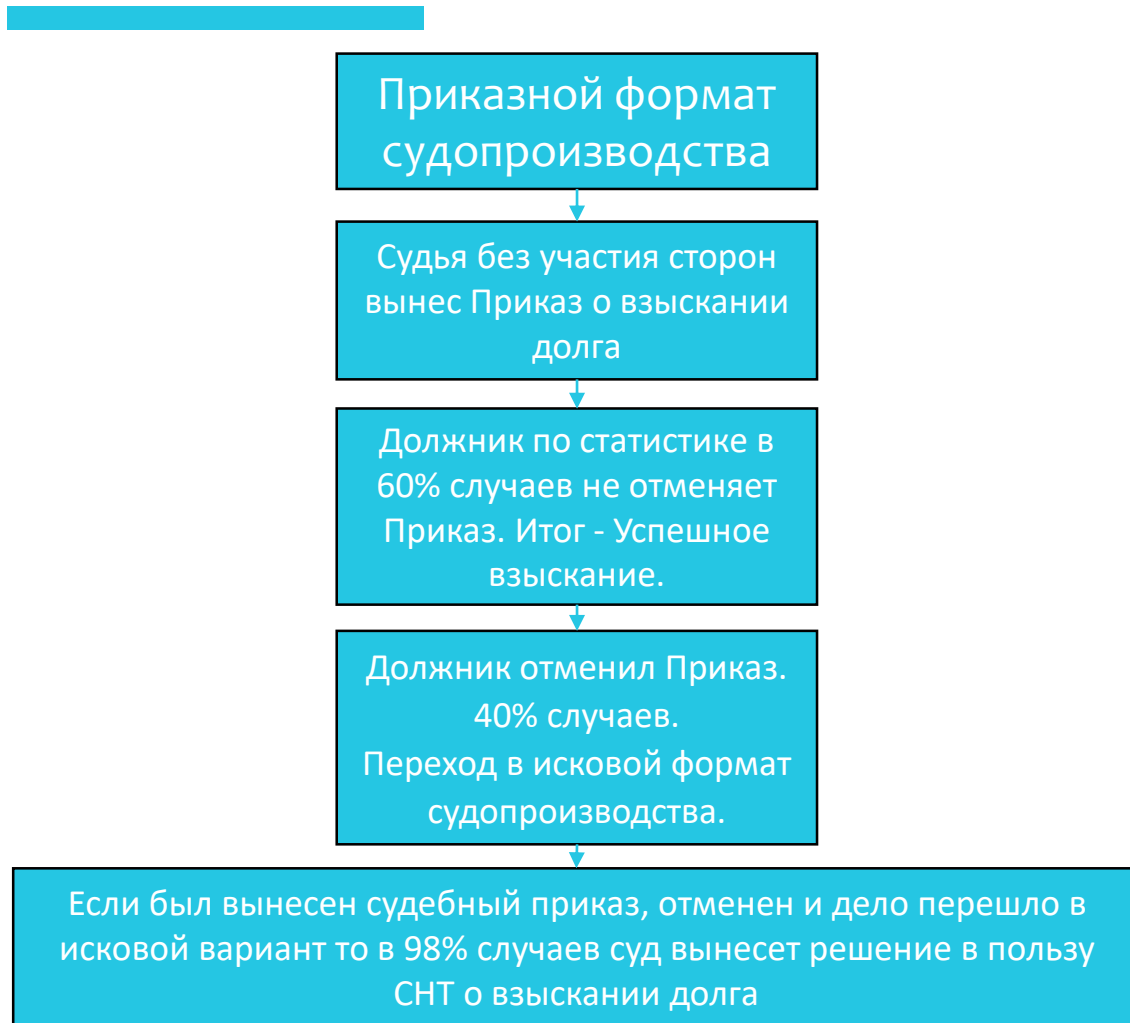 Приказной формат
судопроизводства
Судья без участия сторон
вынес Приказ о взыскании
долга
Должник по статистике в
60% случаев не отменяет
Приказ. Итог - Успешное
взыскание.
Должник отменил Приказ.
40% случаев.
Переход в исковой формат
судопроизводства.
Если был вынесен судебный приказ, отменен и дело перешло в
исковой вариант то в 98% случаев суд вынесет решение в пользу
СНТ о взыскании долга